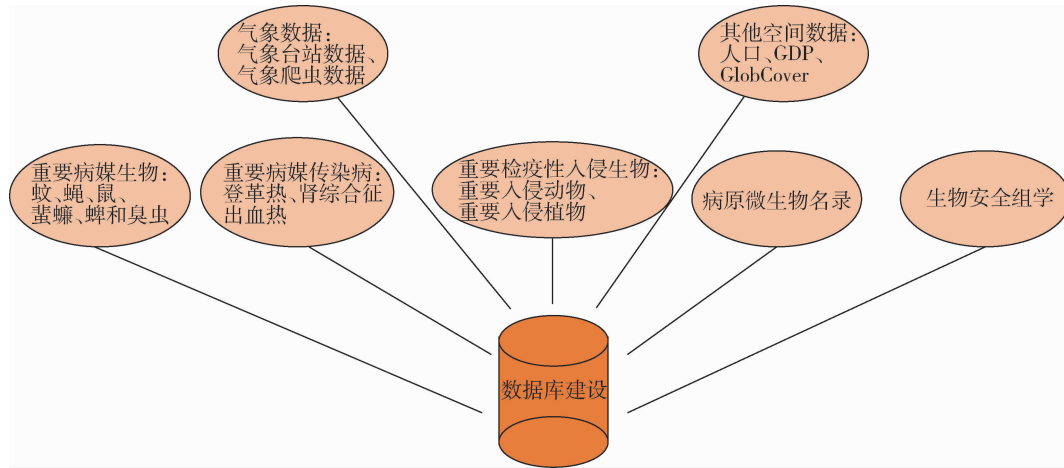 气象数据：
气象台站数据、
气象爬虫数据
其他空间数据：
人口、GDP、
GlobCover
重要病媒生物：
蚊、蝇、鼠、
蜚蠊、蜱和臭虫
重要病媒传染病：
登革热、肾综合征
出血热
重要检疫性入侵生物：
重要入侵动物、
重要入侵植物
病原微生物名录
生物安全组学
数据库建设